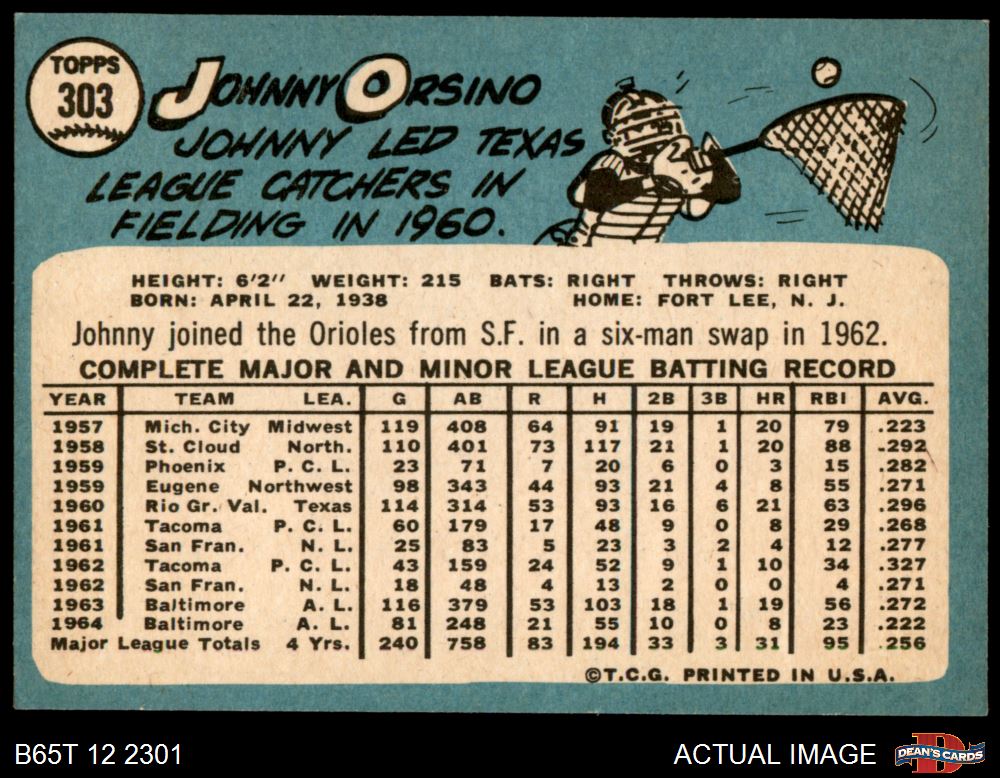 TOPPS
303
JOHNNY ORSINO
JOHNNY LED TEXAS
LEAGUE CATCHERS IN
FIELDING IN 1960.
HEIGHT: 6'2" WEIGHT: 215 BATS: RIGHT THROWS: RIGHT
BORN: APRIL 22, 1938 HOME: FORT LEE, N. J.
Johnny joined the Orioles from S.F. in a six-man swap in 1962.
COMPLETE MAJOR AND MINOR LEAGUE BATTING RECORD
YEAR TEAM LEA. G AB R H 2B 3B HR RBI AVG.
1957 Mich. City Midwest 119 408 64 91 19 1 20 79 .223
1958 St. Cloud North. 110 401 73 117 21 1 20 88 .292
1959 Phoenix P. C. L. 23 71 7 20 6 0 3 15 .282
1959 Eugene Northwest 98 343 44 93 21 4 8 55 .271
1960 Rio Gr. Val. Texas 114 314 53 93 16 6 21 63 .296
1961 Tacoma P. C. L. 60 179 17 48 9 0 8 29 .268
1961 San Fran. N. L. 25 83 5 23 3 2 4 12 .277
1962 Tacoma P. C. L. 43 159 24 52 9 1 10 34 .327
1962 San Fran. N. L. 18 48 4 13 2 0 0 4 .271
1963 Baltimore A. L. 116 379 53 103 18 1 19 56 .272
1964 Baltimore A. L. 81 248 21 55 10 0 8 23 .222
Major League Totals 4 Yrs. 240 758 83 194 33 3 31 95 .256
©T.C.G. PRINTED IN U.S.A.
B65T 12 2301 ACTUAL IMAGE
DEAN'S CARDS